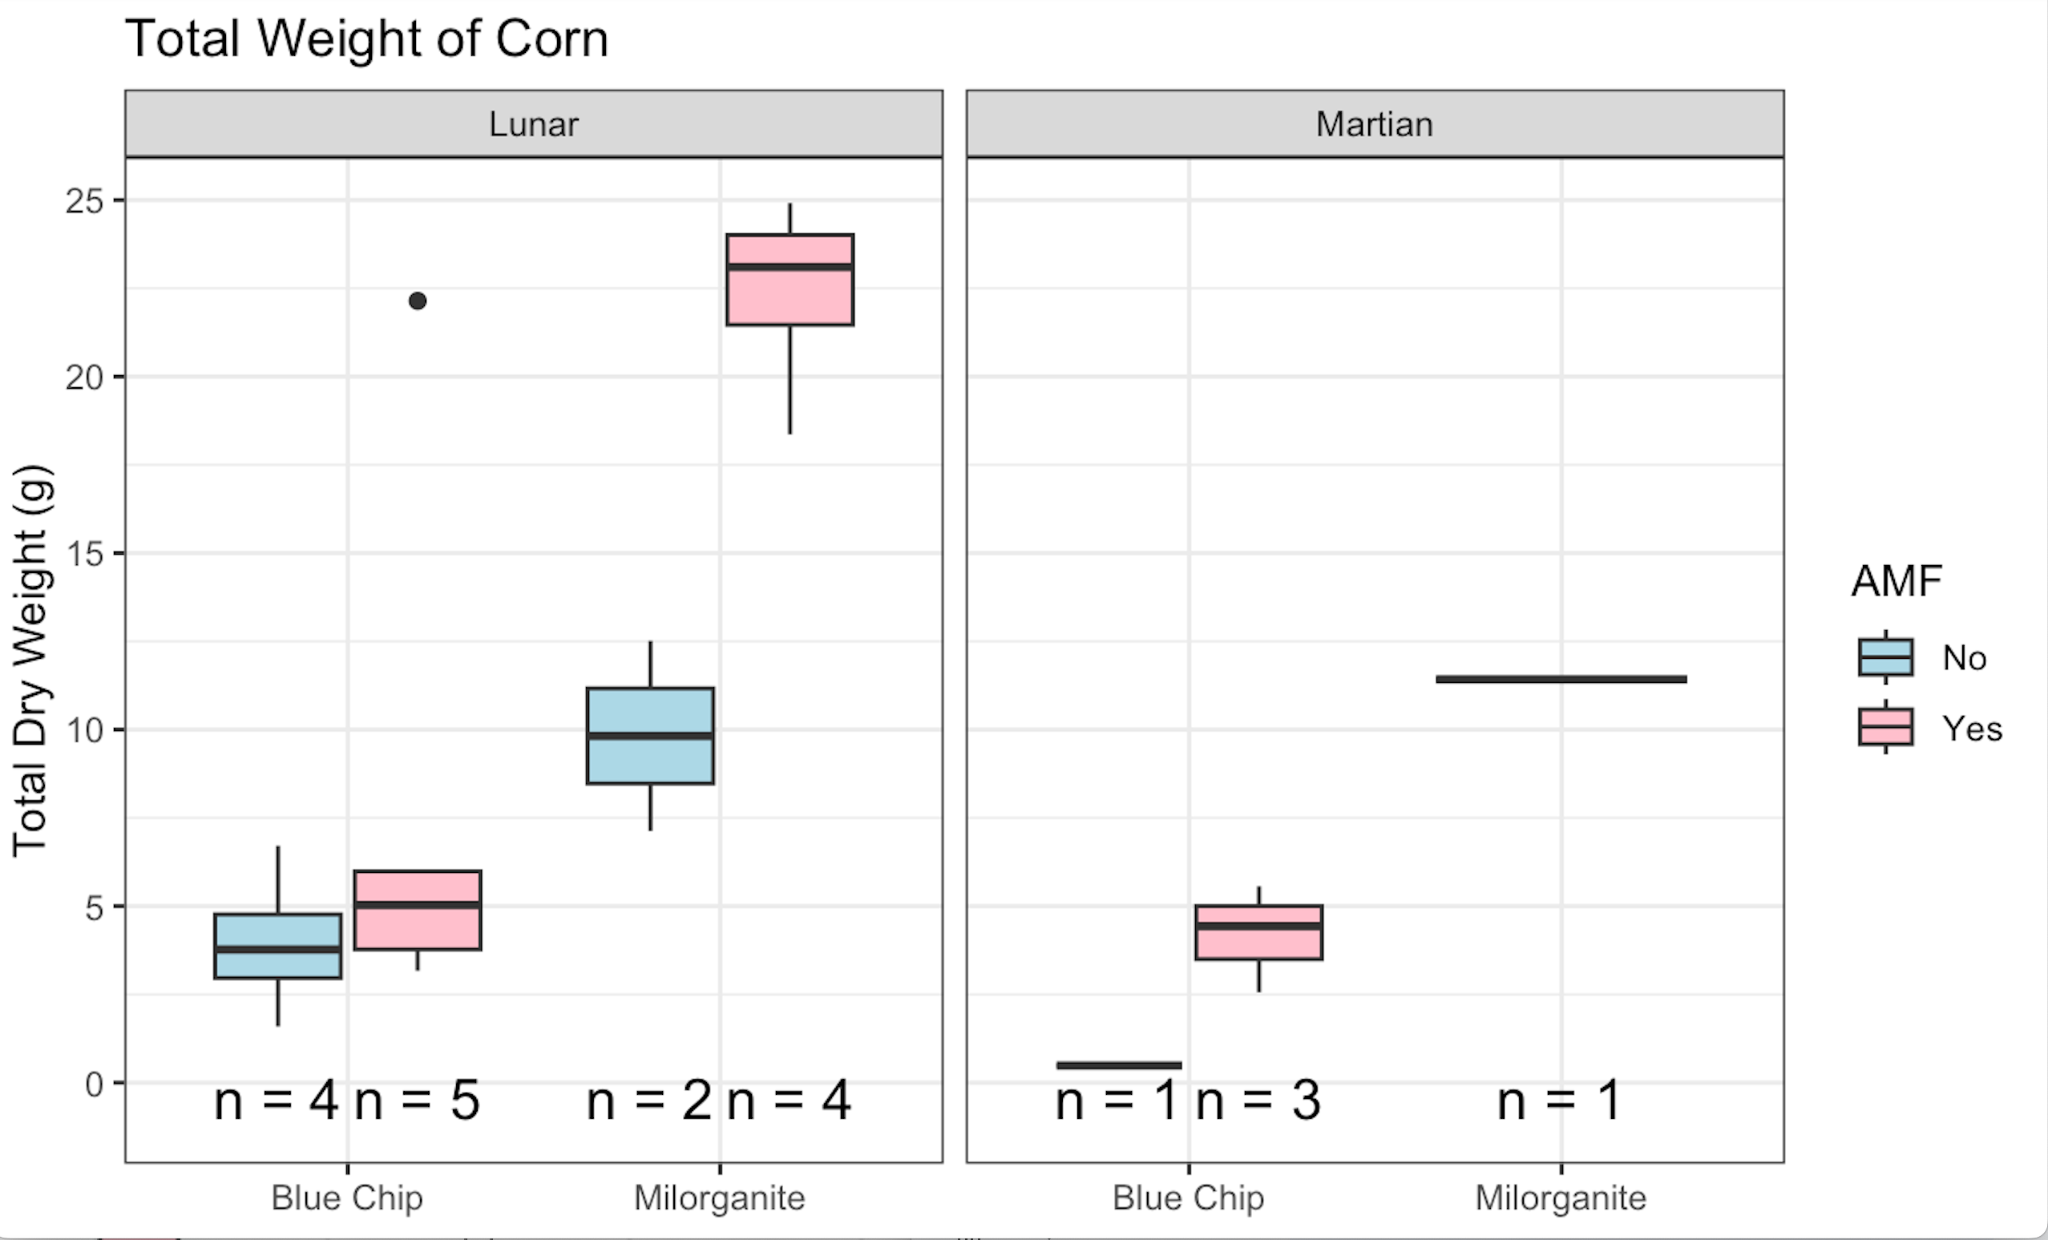 Total Weight of Corn
Lunar
Martian
Total Dry Weight (g)
25
20
15
10
5
0
n = 4 n = 5 n = 2 n = 4
n = 1 n = 3 n = 1
Blue Chip Milorganite
Blue Chip Milorganite
AMF
No
Yes